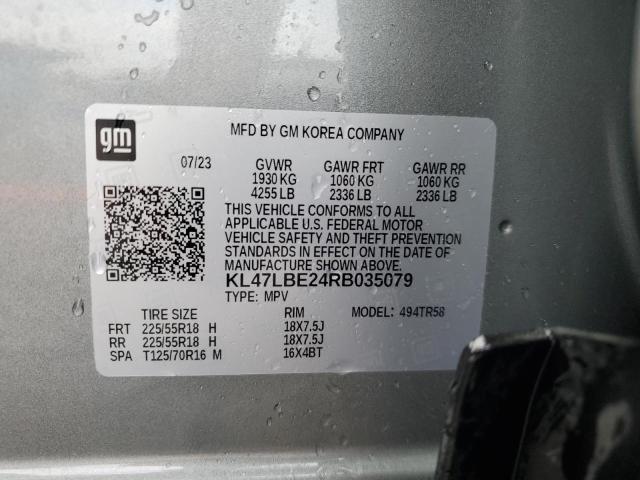 gm
MFD BY GM KOREA COMPANY
07/23 GVWR GAWR FRT GAWR RR
1930 KG 1060 KG 1060 KG
4255 LB 2336 LB 2336 LB
THIS VEHICLE CONFORMS TO ALL
APPLICABLE U.S. FEDERAL MOTOR
VEHICLE SAFETY AND THEFT PREVENTION
STANDARDS IN EFFECT ON THE DATE OF
MANUFACTURE SHOWN ABOVE.
KL47LBE24RB035079
TYPE: MPV
TIRE SIZE RIM MODEL: 494TR58
FRT 225/55R18 H 18X7.5J
RR 225/55R18 H 18X7.5J
SPA T125/70R16 M 16X4BT